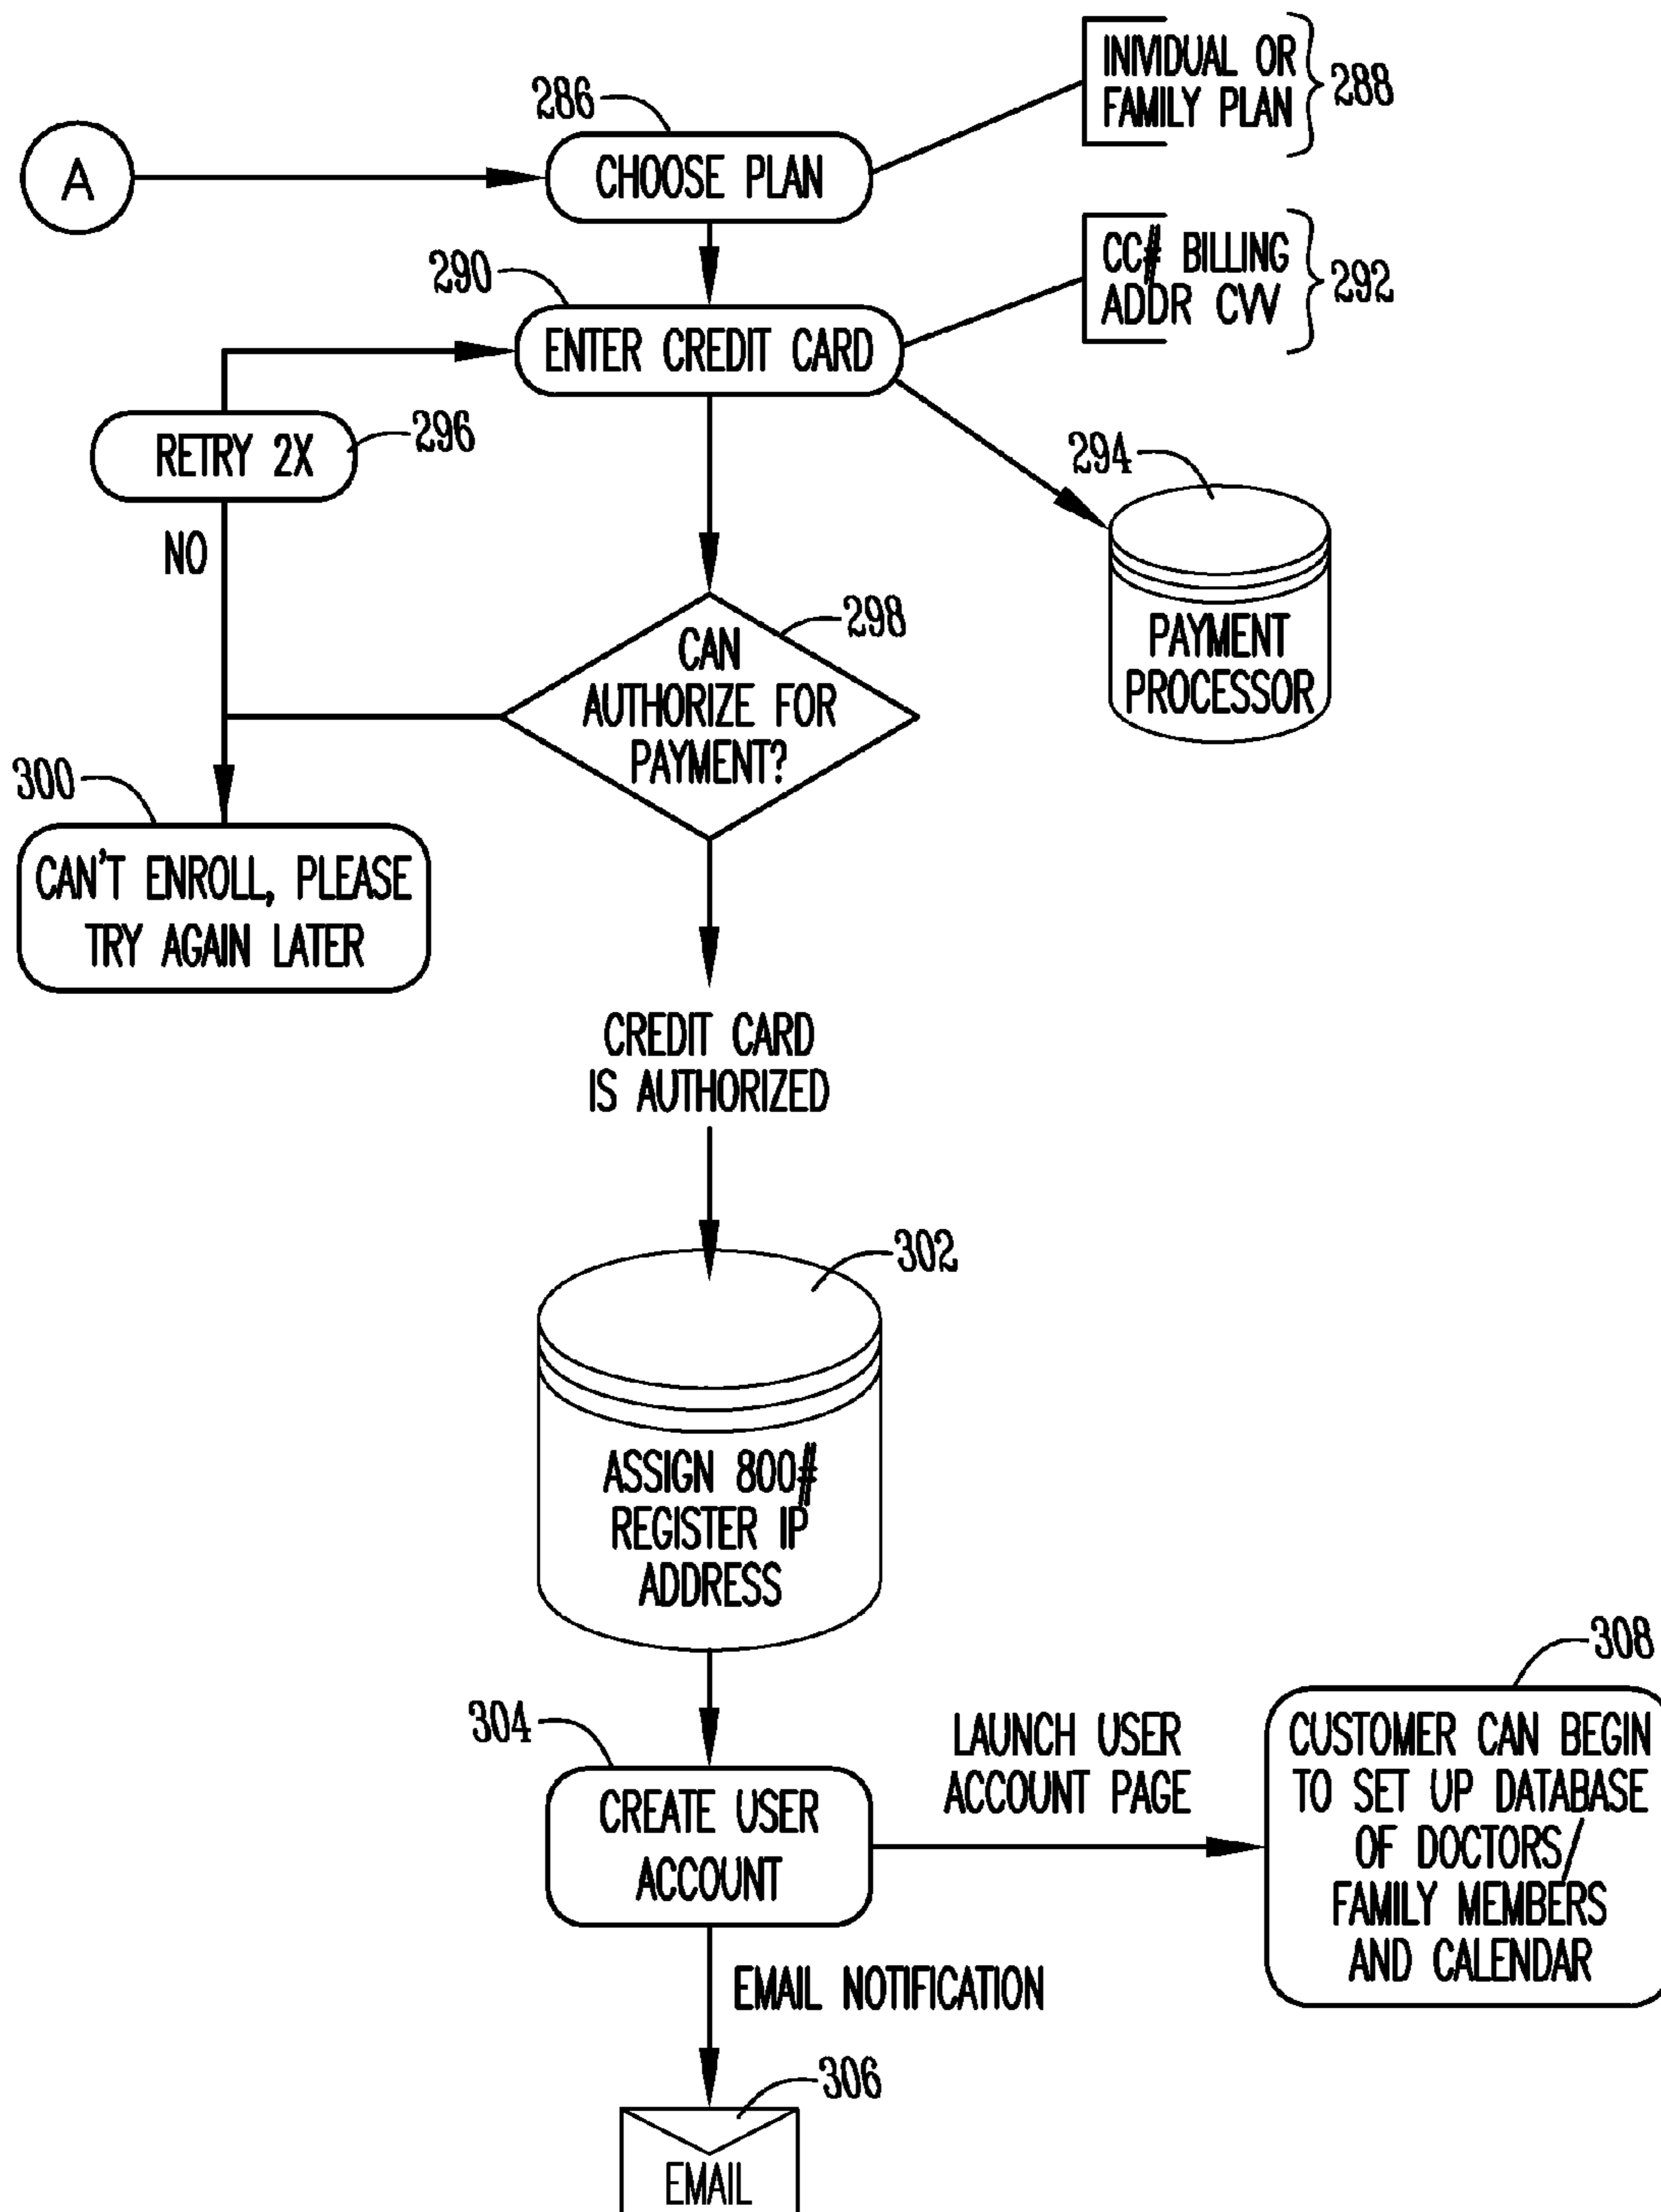 INIVIDUAL OR
FAMILY PLAN
288
286
A
CHOOSE PLAN
CC# BILLING
ADDR CVV
292
290
ENTER CREDIT CARD
RETRY 2X
296
294
NO
298
CAN
AUTHORIZE FOR
PAYMENT?
PAYMENT
PROCESSOR
300
CAN'T ENROLL, PLEASE
TRY AGAIN LATER
CREDIT CARD
IS AUTHORIZED
302
ASSIGN 800#
REGISTER IP
ADDRESS
304
CREATE USER
ACCOUNT
LAUNCH USER
ACCOUNT PAGE
308
CUSTOMER CAN BEGIN
TO SET UP DATABASE
OF DOCTORS/
FAMILY MEMBERS
AND CALENDAR
EMAIL NOTIFICATION
306
EMAIL